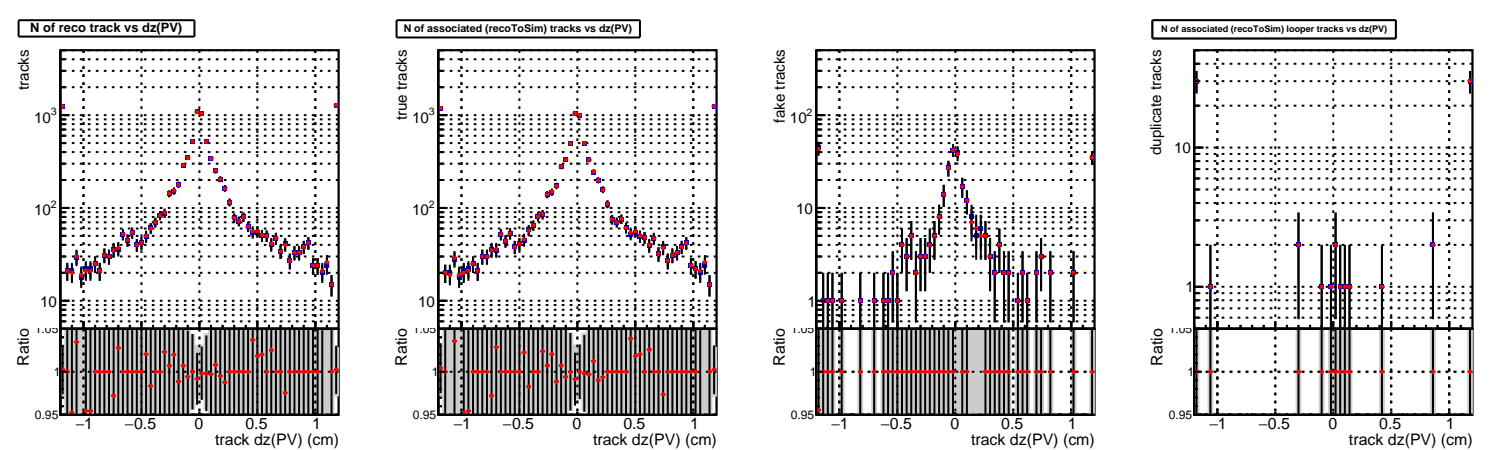 N of reco track vs dz(PV)
tracks
10³
10²
10
Ratio
1.05
1
0.95
−1 −0.5 0 0.5 1
track dz(PV) (cm)
N of associated (recoToSim) tracks vs dz(PV)
true tracks
10³
10²
10
Ratio
1.05
1
0.95
−1 −0.5 0 0.5 1
track dz(PV) (cm)
fake tracks
10²
10
1
Ratio
1.05
1
0.95
−1 −0.5 0 0.5 1
track dz(PV) (cm)
N of associated (recoToSim) looper tracks vs dz(PV)
duplicate tracks
10
1
Ratio
1.05
1
0.95
−1 −0.5 0 0.5 1
track dz(PV) (cm)